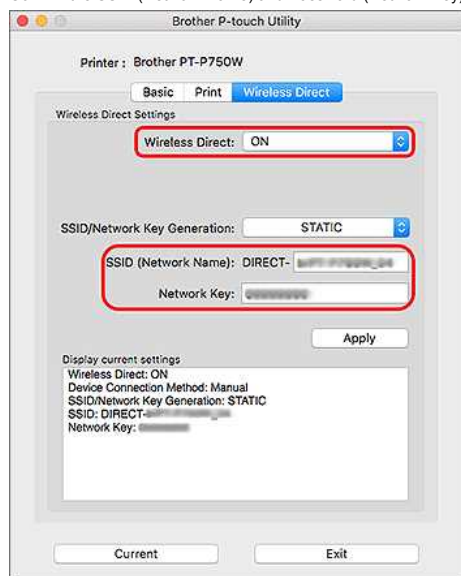 Brother P-touch Utility
Printer : Brother PT-P750W
Basic Print Wireless Direct
Wireless Direct Settings
Wireless Direct: ON
SSID/Network Key Generation: STATIC
SSID (Network Name): DIRECT-
Network Key:
Apply
Display current settings
Wireless Direct: ON
Device Connection Method: Manual
SSID/Network Key Generation: STATIC
SSID: DIRECT-
Network Key:
Current Exit